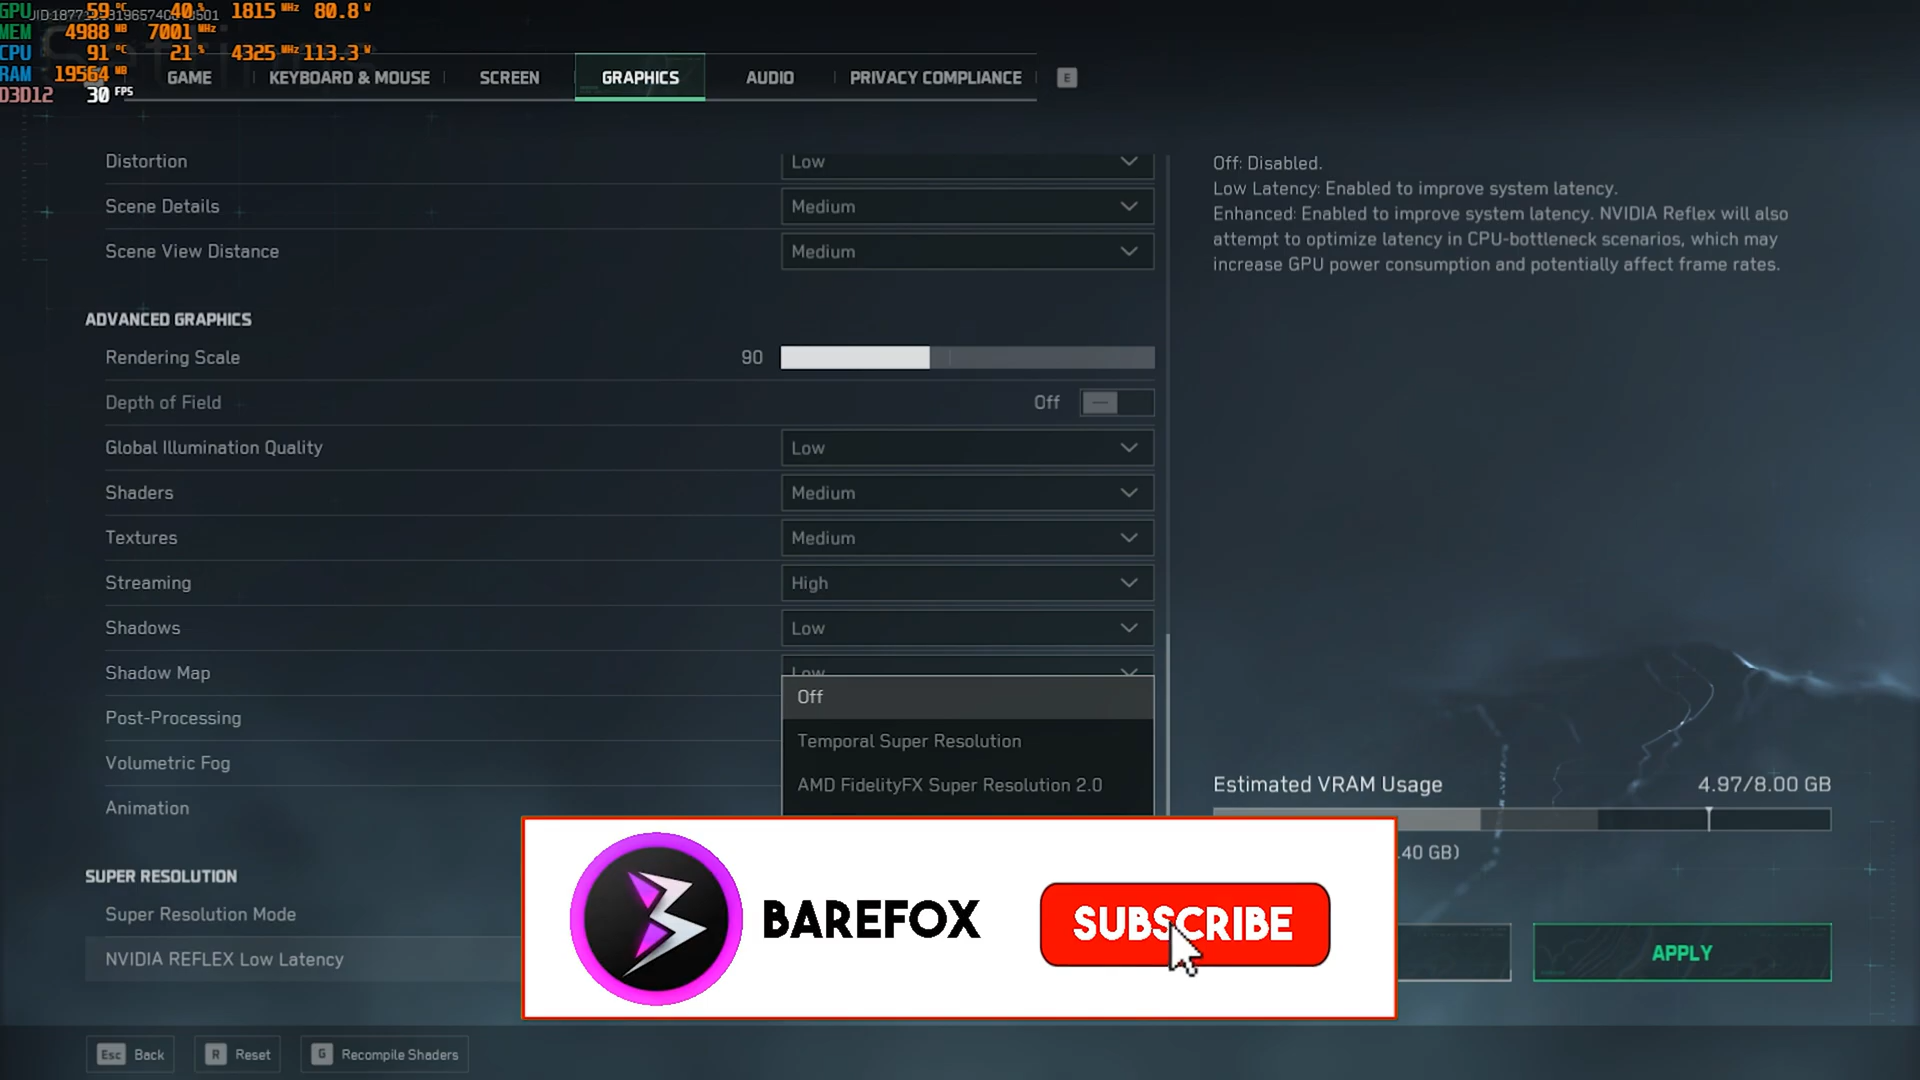 GPU 59 °C 40 % 1815 MHz 80.8 W
MEM 4988 MB 7001 MHz
CPU 91 °C 21 % 4325 MHz 113.3 W
RAM 19564 MB
D3D12 30 FPS
GAME KEYBOARD & MOUSE SCREEN GRAPHICS AUDIO PRIVACY COMPLIANCE E
Distortion Low
Scene Details Medium
Scene View Distance Medium
ADVANCED GRAPHICS
Rendering Scale 90
Depth of Field Off
Global Illumination Quality Low
Shaders Medium
Textures Medium
Streaming High
Shadows Low
Shadow Map Low
Post-Processing
Volumetric Fog
Animation
Off
Temporal Super Resolution
AMD FidelityFX Super Resolution 2.0
SUPER RESOLUTION
Super Resolution Mode
NVIDIA REFLEX Low Latency
Off: Disabled.
Low Latency: Enabled to improve system latency.
Enhanced: Enabled to improve system latency. NVIDIA Reflex will also
attempt to optimize latency in CPU-bottleneck scenarios, which may
increase GPU power consumption and potentially affect frame rates.
Estimated VRAM Usage 4.97/8.00 GB
.40 GB)
BAREFOX
SUBSCRIBE
APPLY
Esc Back R Reset G Recompile Shaders